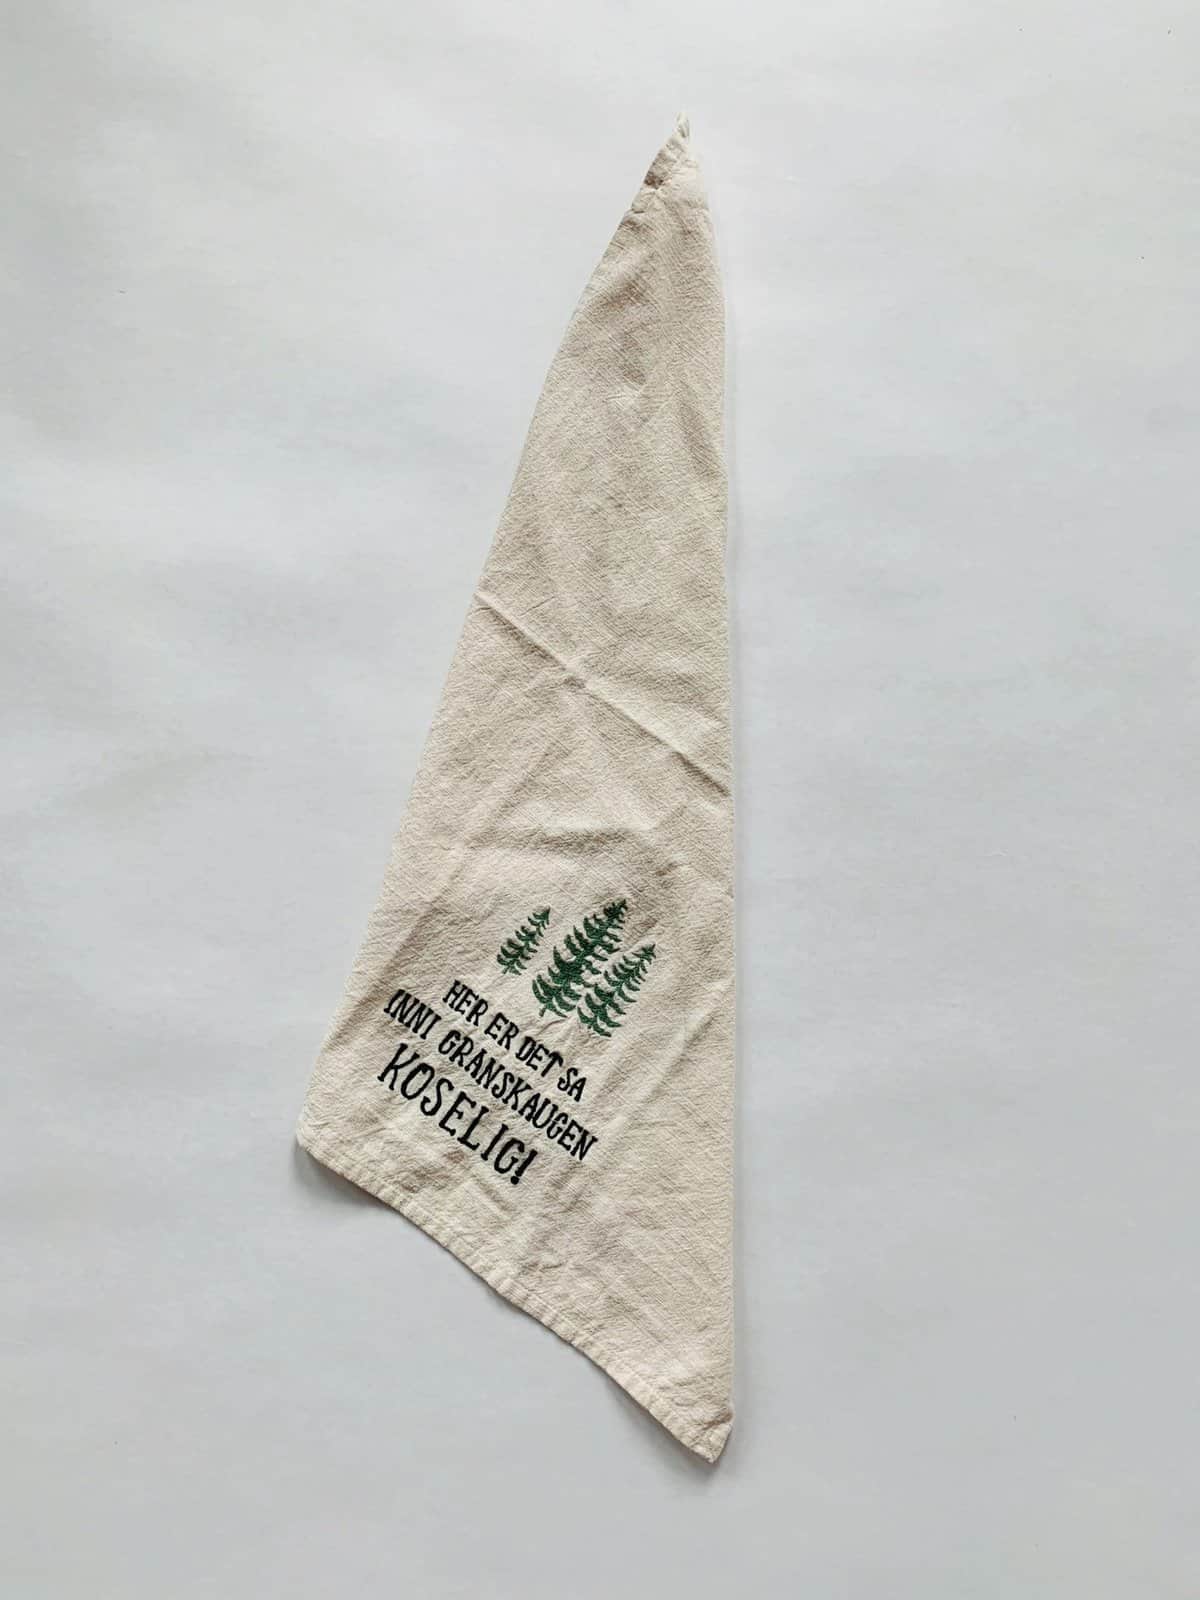 HER ER DET SA
INNI GRANSKAUGEN
KOSELIG!